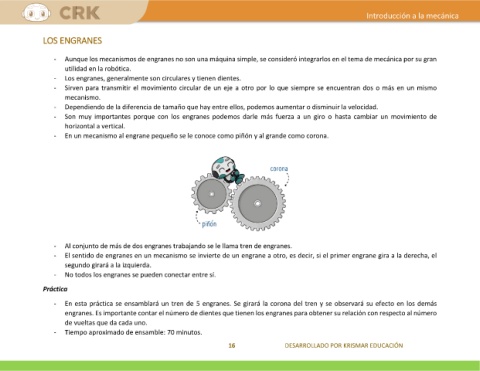 CRK
Introducción a la mecánica
LOS ENGRANES
- Aunque los mecanismos de engranes no son una máquina simple, se consideró integrarlos en el tema de mecánica por su gran
utilidad en la robótica.
- Los engranes, generalmente son circulares y tienen dientes.
- Sirven para transmitir el movimiento circular de un eje a otro por lo que siempre se encuentran dos o más en un mismo
mecanismo.
- Dependiendo de la diferencia de tamaño que hay entre ellos, podemos aumentar o disminuir la velocidad.
- Son muy importantes porque con los engranes podemos darle más fuerza a un giro o hasta cambiar un movimiento de
horizontal a vertical.
- En un mecanismo al engrane pequeño se le conoce como piñón y al grande como corona.
corona
piñón
- Al conjunto de más de dos engranes trabajando se le llama tren de engranes.
- El sentido de engranes en un mecanismo se invierte de un engrane a otro, es decir, si el primer engrane gira a la derecha, el
segundo girará a la izquierda.
- No todos los engranes se pueden conectar entre sí.
Práctica
- En esta práctica se ensamblará un tren de 5 engranes. Se girará la corona del tren y se observará su efecto en los demás
engranes. Es importante contar el número de dientes que tienen los engranes para obtener su relación con respecto al número
de vueltas que da cada uno.
- Tiempo aproximado de ensamble: 70 minutos.
16 DESARROLLADO POR KRISMAR EDUCACIÓN